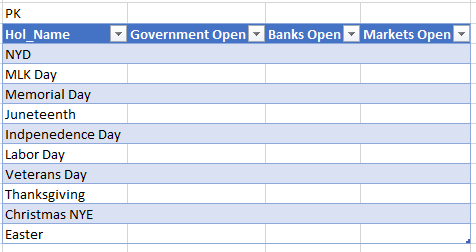 PK
Hol_Name Government Open Banks Open Markets Open
NYD
MLK Day
Memorial Day
Juneteenth
Indpenedence Day
Labor Day
Veterans Day
Thanksgiving
Christmas NYE
Easter